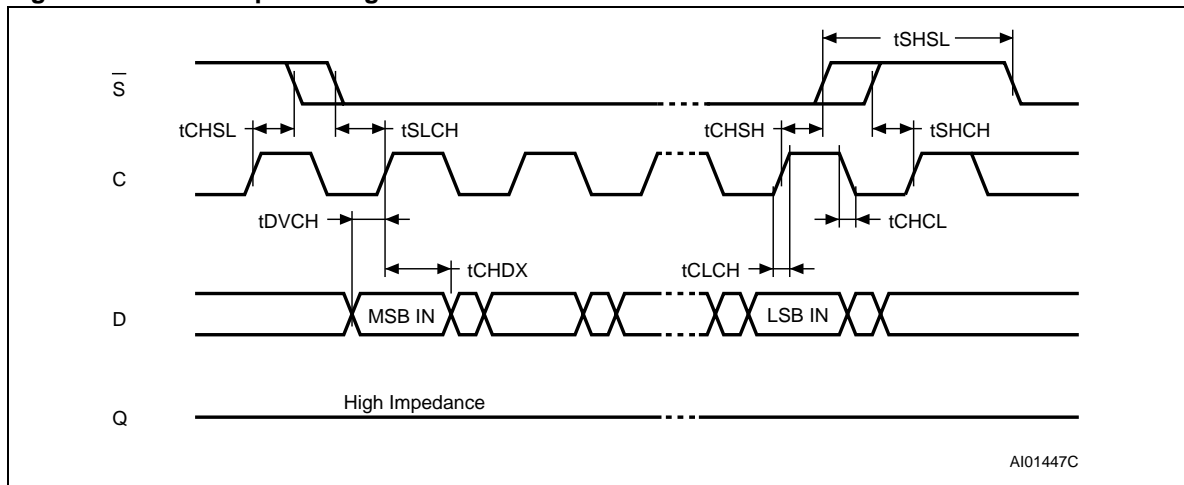 tSHSL
S
tCHSL
tSLCH
tCHSH
tSHCH
C
tDVCH
tCHCL
tCHDX
tCLCH
D
MSB IN
LSB IN
High Impedance
Q
AI01447C